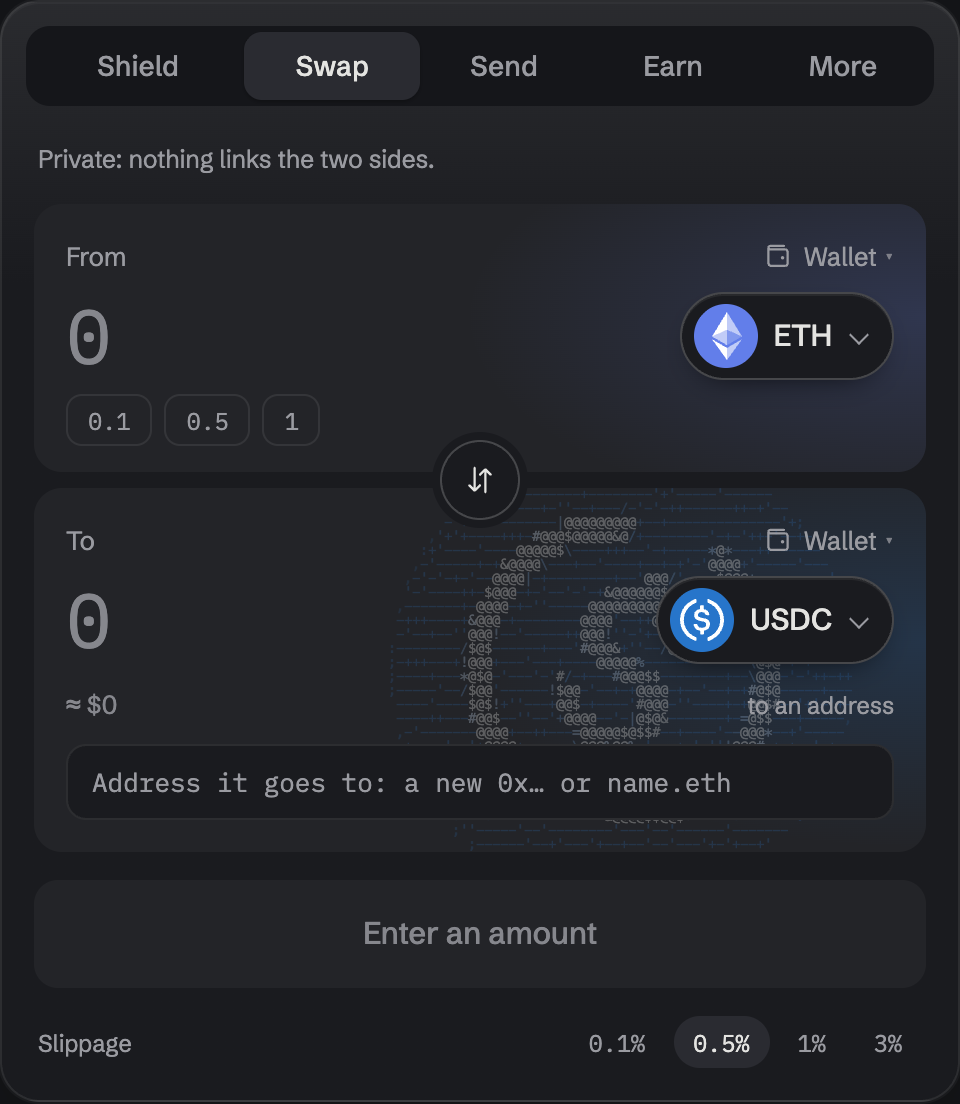 Shield Swap Send Earn More
Private: nothing links the two sides.
From Wallet
0 ETH
0.1 0.5 1
To Wallet
0 USDC
≈ $0 to an address
Address it goes to: a new 0x… or name.eth
Enter an amount
Slippage 0.1% 0.5% 1% 3%